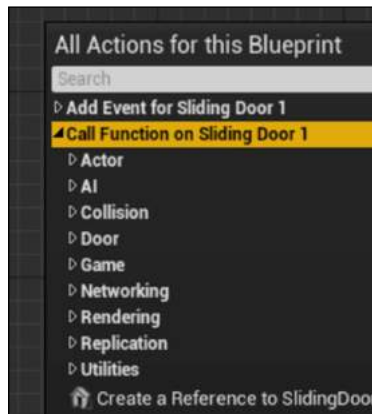 All Actions for this Blueprint
Search
Add Event for Sliding Door 1
Call Function on Sliding Door 1
Actor
AI
Collision
Door
Game
Networking
Rendering
Replication
Utilities
Create a Reference to SlidingDoor